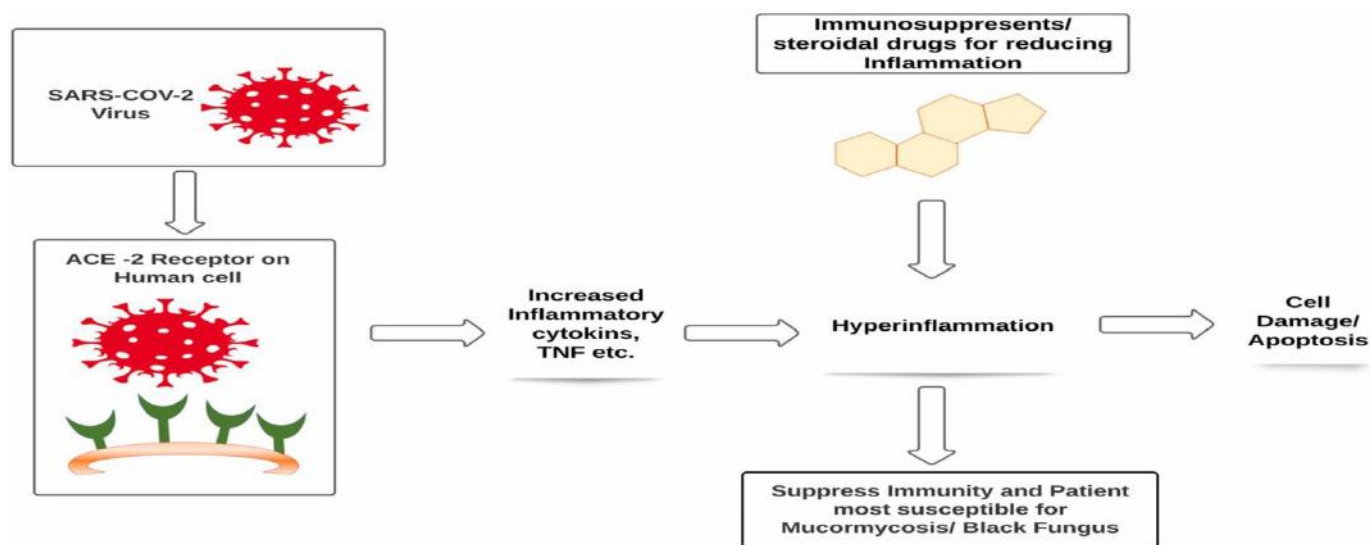 SARS-COV-2
Virus
ACE -2 Receptor on
Human cell
Increased
Inflammatory
cytokins,
TNF etc.
Immunosuppresents/
steroidal drugs for reducing
Inflammation
Hyperinflammation
Cell
Damage/
Apoptosis
Suppress Immunity and Patient
most susceptible for
Mucormycosis/ Black Fungus